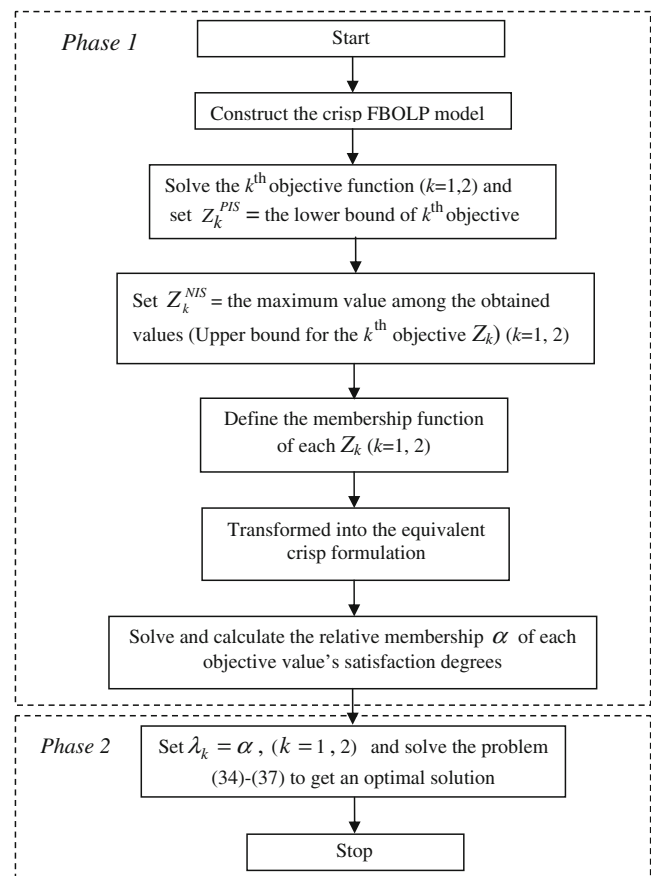 Phase 1
Start
Construct the crisp FBOLP model
Solve the kth objective function (k=1,2) and
set Z_k^PIS = the lower bound of kth objective
Set Z_k^NIS = the maximum value among the obtained
values (Upper bound for the kth objective Z_k) (k=1, 2)
Define the membership function
of each Z_k (k=1, 2)
Transformed into the equivalent
crisp formulation
Solve and calculate the relative membership α of each
objective value's satisfaction degrees
Phase 2
Set λ_k = α , (k = 1 , 2) and solve the problem
(34)-(37) to get an optimal solution
Stop